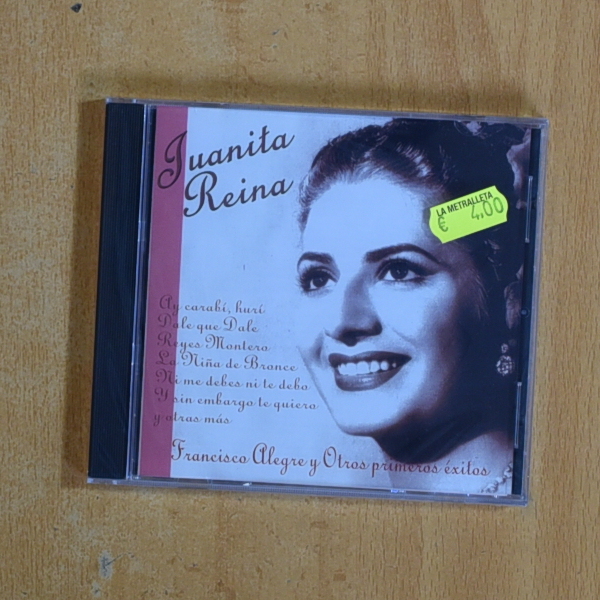 Juanita
Reina
LA METRALLETA
€ 4,00
Ay carabí, hurí
Dale que Dale
Reyes Montero
La Niña de Bronce
Ni me debes ni te debo
Y sin embargo te quiero
y otras más
Francisco Alegre y Otros primeros éxitos